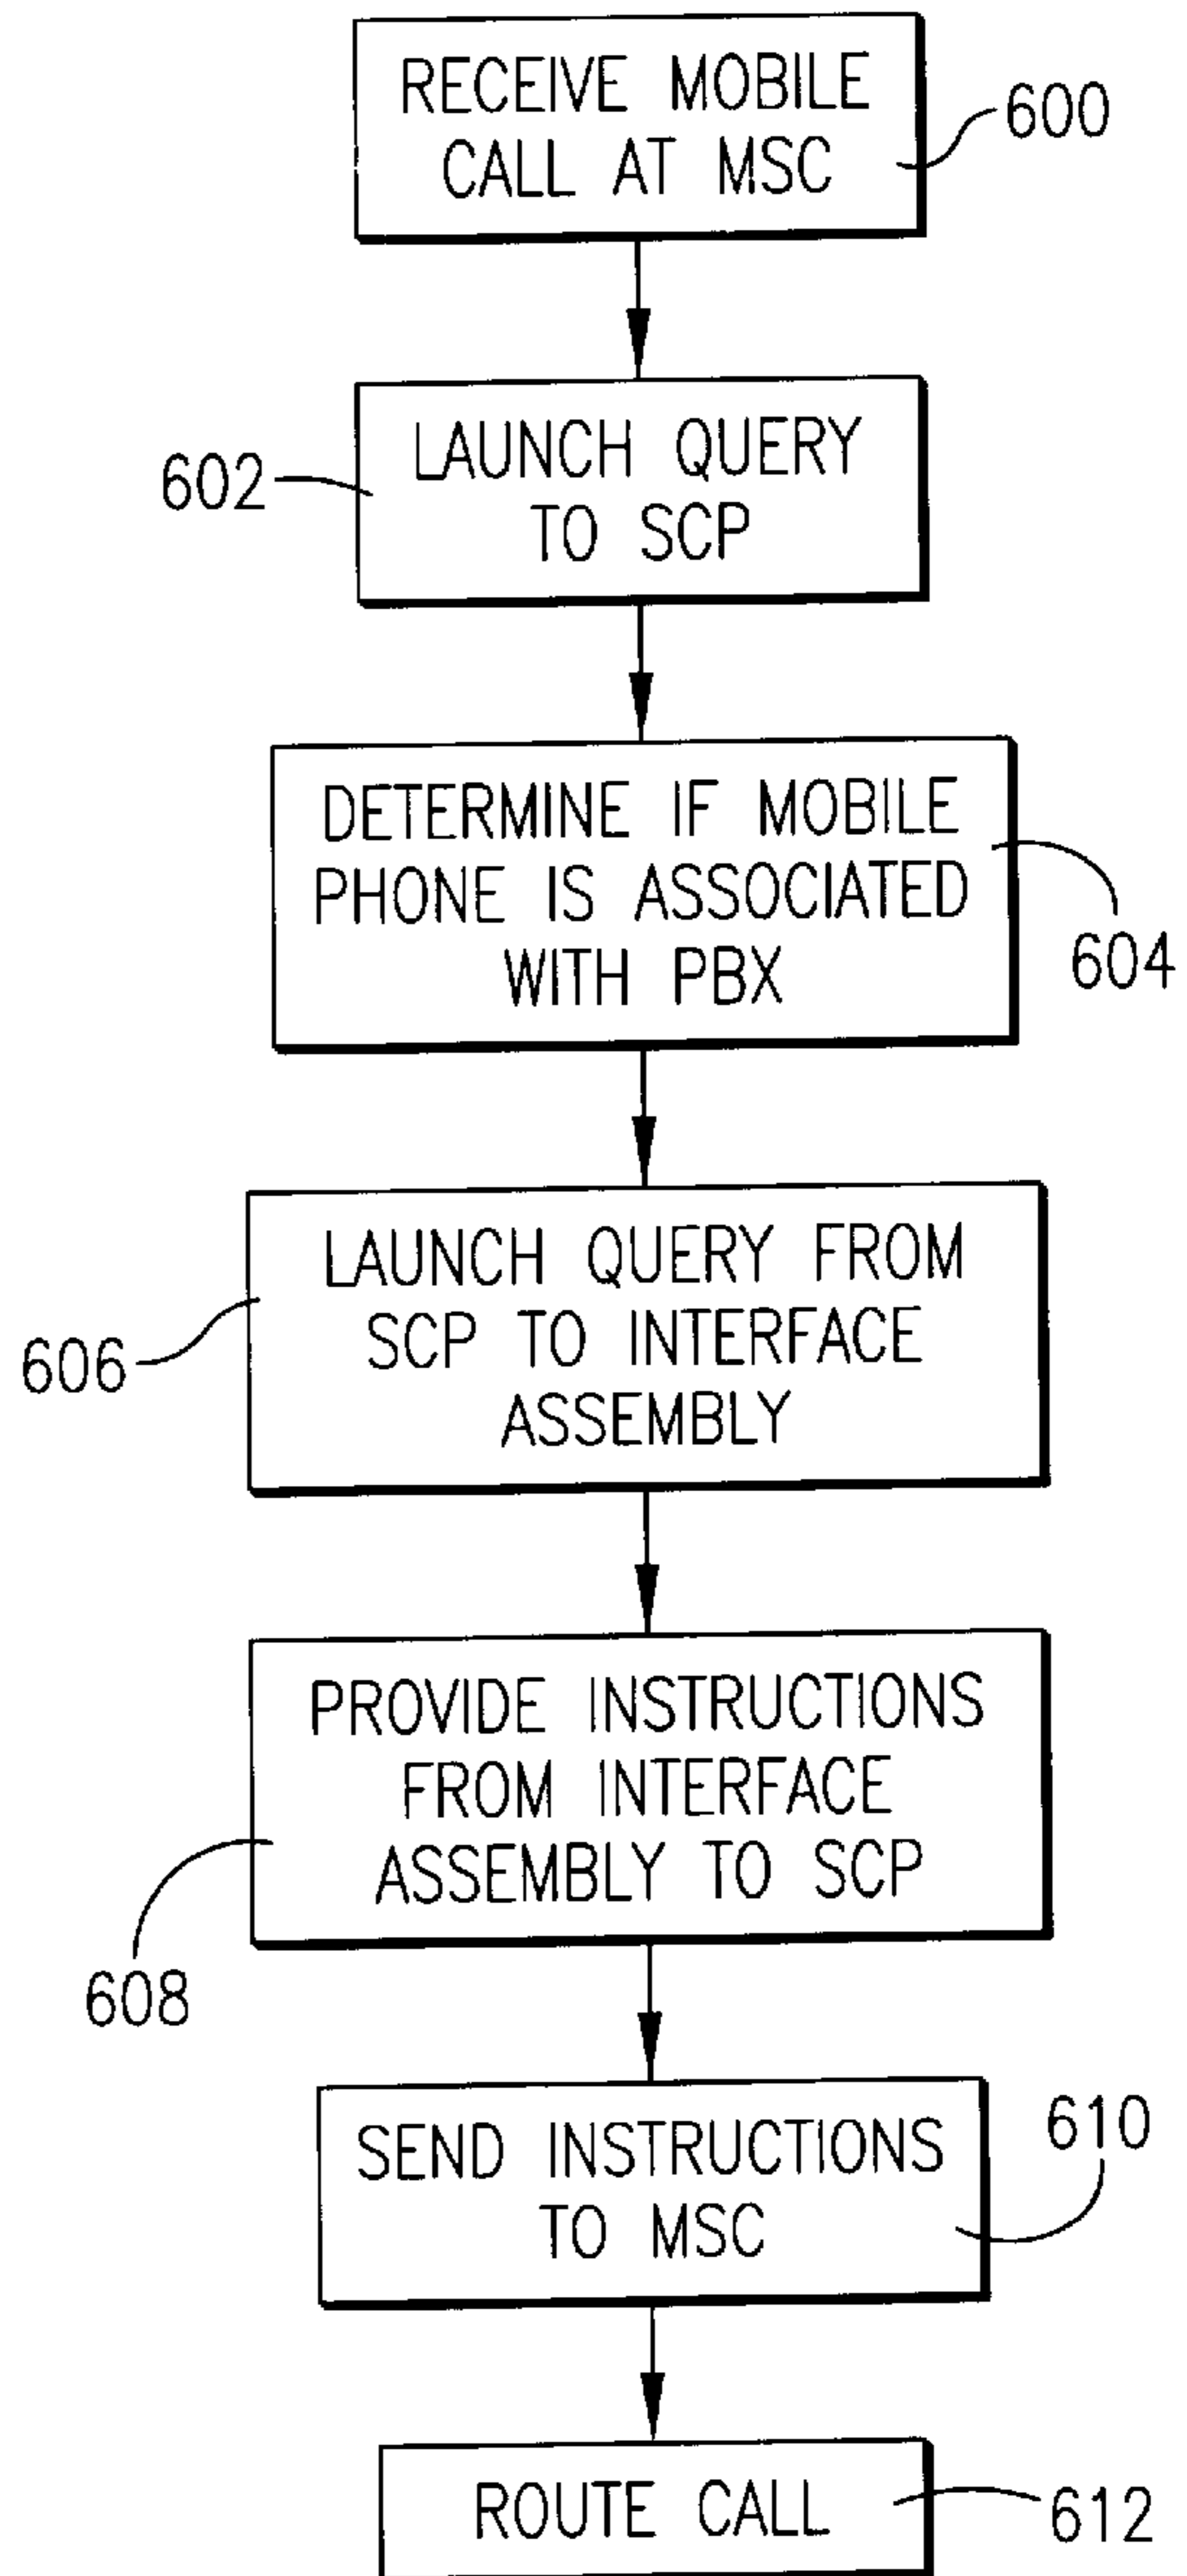 RECEIVE MOBILE
CALL AT MSC
600
LAUNCH QUERY
TO SCP
602
DETERMINE IF MOBILE
PHONE IS ASSOCIATED
WITH PBX
604
LAUNCH QUERY FROM
SCP TO INTERFACE
ASSEMBLY
606
PROVIDE INSTRUCTIONS
FROM INTERFACE
ASSEMBLY TO SCP
608
SEND INSTRUCTIONS
TO MSC
610
ROUTE CALL
612